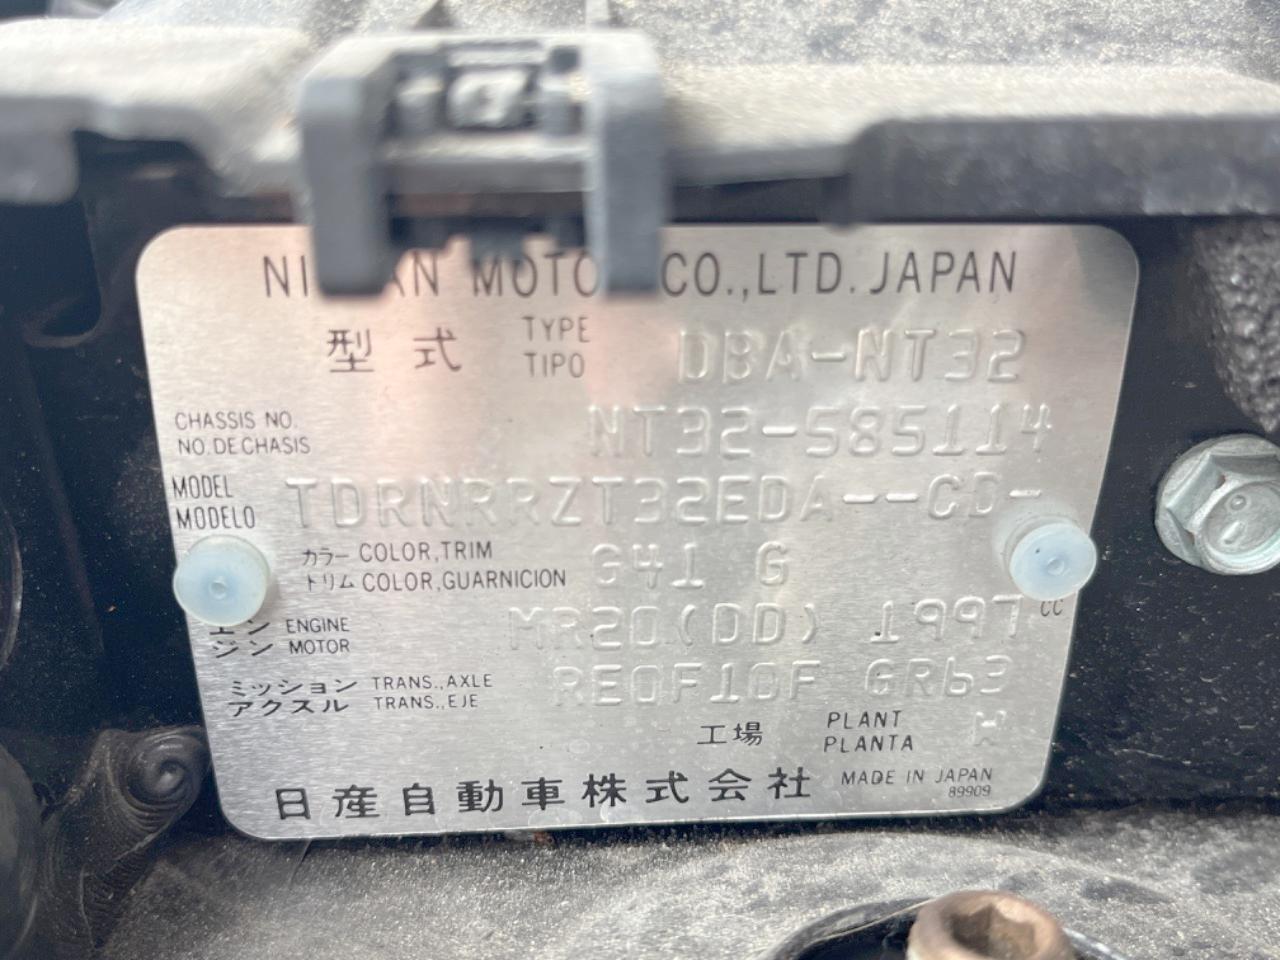 NISSAN MOTOR CO.,LTD. JAPAN
型式 TYPE TIPO DBA-NT32
CHASSIS NO. NO. DE CHASIS NT32-585114
MODEL MODELO TDRNRRZT32EDA--CD-
カラー COLOR, TRIM
トリム COLOR, GUARNICION G41 G
エン ENGINE
ジン MOTOR MR20(DD) 1997 CC
ミッション TRANS., AXLE
アクスル TRANS., EJE RE0F10F GR63
工場 PLANT PLANTA W
日産自動車株式会社 MADE IN JAPAN
89909